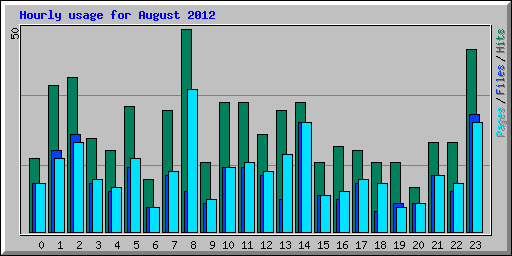 Hourly usage for August 2012
50
Pages/Files/Hits
0 1 2 3 4 5 6 7 8 9 10 11 12 13 14 15 16 17 18 19 20 21 22 23